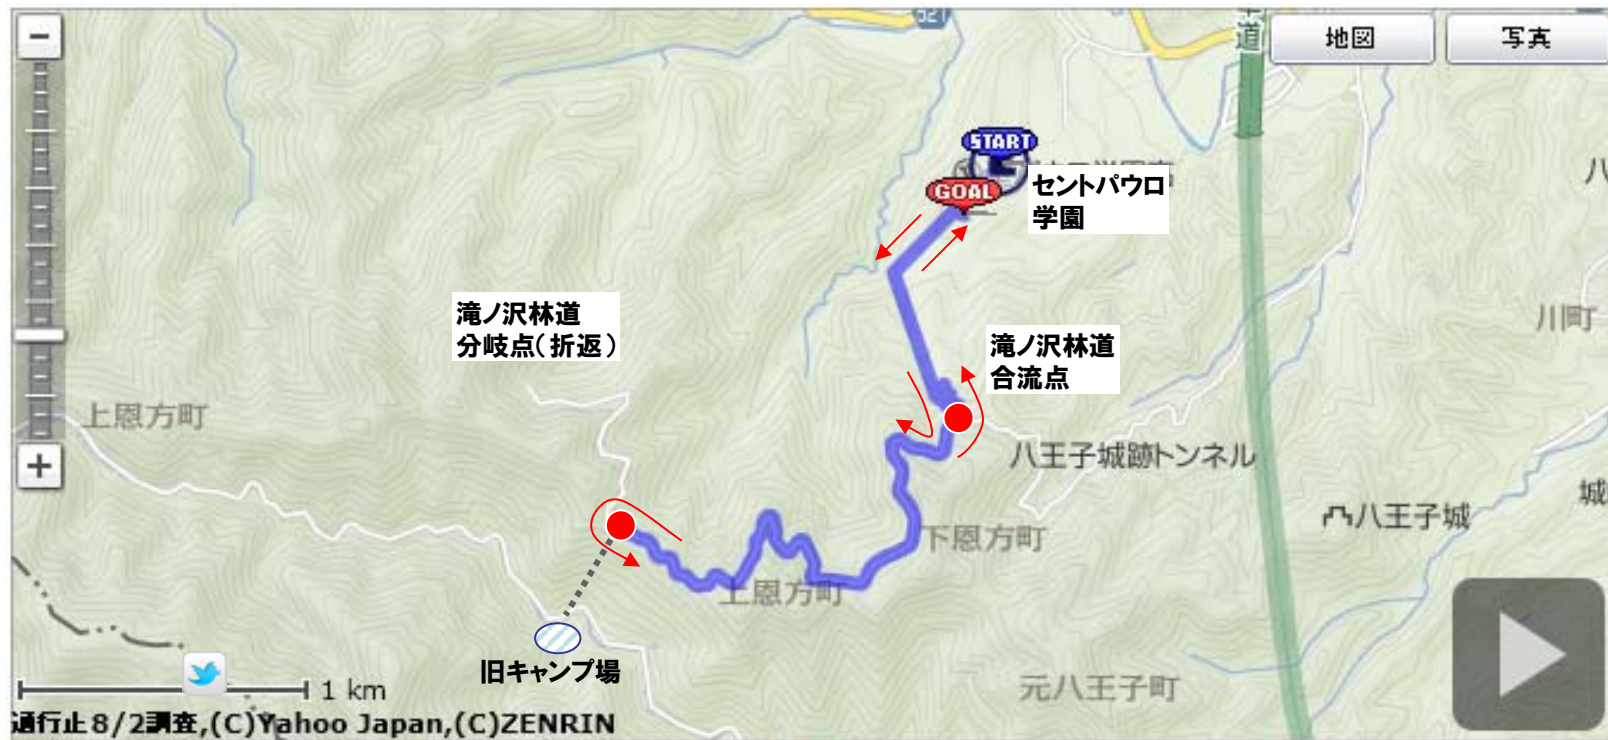 521
道
地図
写真
START
GOAL
セントパウロ
学園
八
滝ノ沢林道
分岐点(折返)
川町
滝ノ沢林道
合流点
上恩方町
八王子城跡トンネル
城
八王子城
下恩方町
上恩方町
旧キャンプ場
元八王子町
1 km
通行止8/2調査,(C)Yahoo Japan,(C)ZENRIN